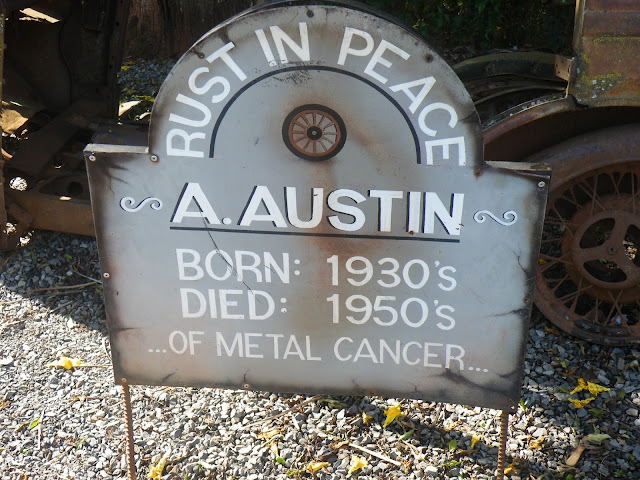 RUST IN PEACE
A. AUSTIN
BORN: 1930's
DIED: 1950's
...OF METAL CANCER...